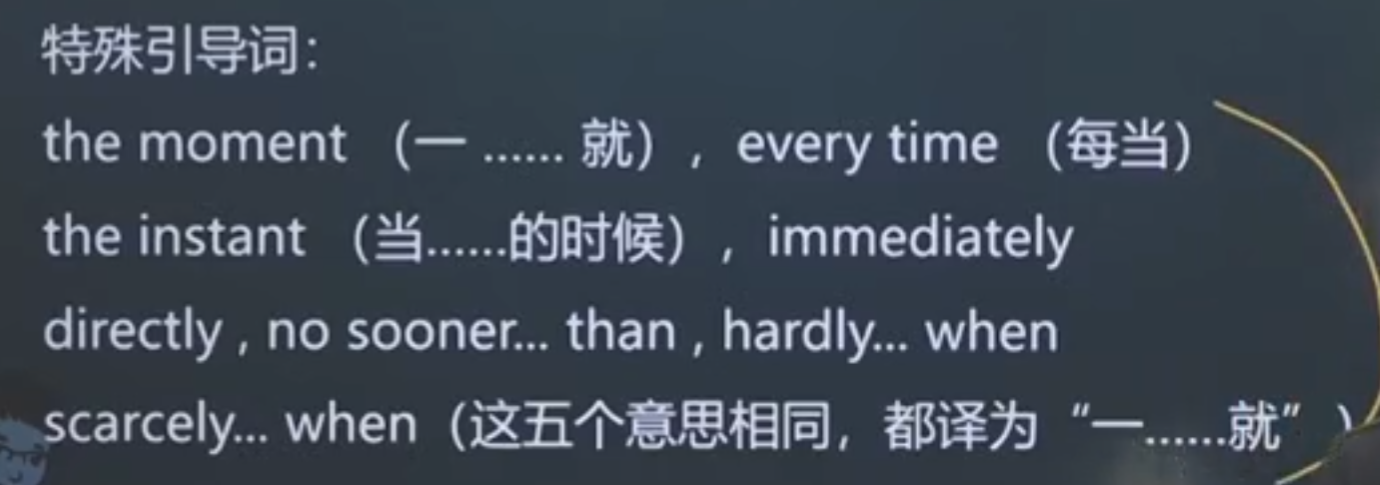 特殊引导词：
the moment （一 …… 就），every time （每当）
the instant （当……的时候），immediately
directly , no sooner... than , hardly... when
scarcely... when（这五个意思相同，都译为“一……就”）